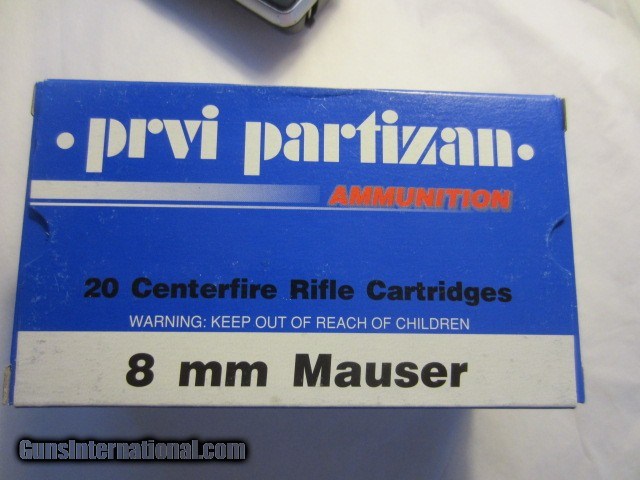 • prvi partizan •
AMMUNITION
20 Centerfire Rifle Cartridges
WARNING: KEEP OUT OF REACH OF CHILDREN
8 mm Mauser
GunsInternational.com